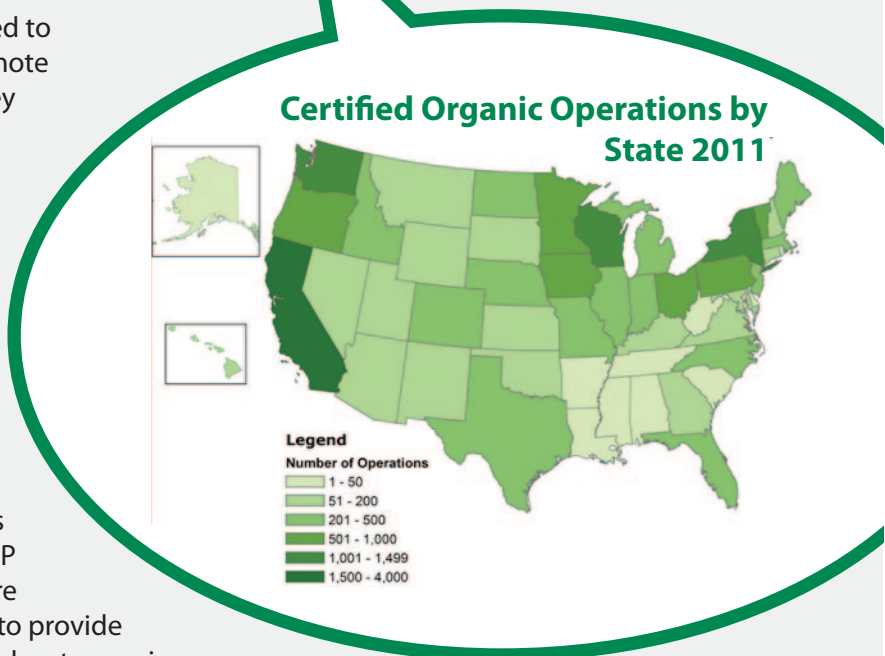 ed to
note
ey
Certified Organic Operations by
State 2011
Legend
Number of Operations
1 - 50
51 - 200
201 - 500
501 - 1,000
1,001 - 1,499
1,500 - 4,000
s
P
re
to provide